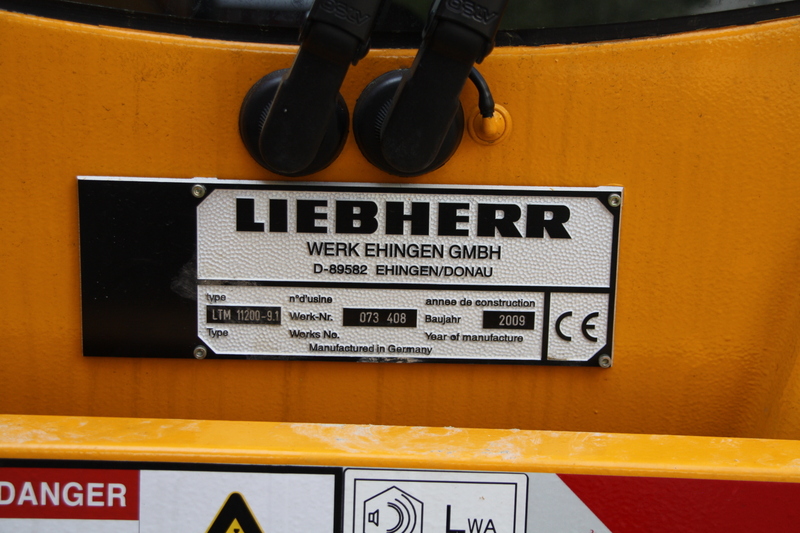 LIEBHERR
WERK EHINGEN GMBH
D-89582 EHINGEN/DONAU
type n°d'usine annee de construction
LTM 11200-9.1 Werk-Nr. 073 408 Baujahr 2009
Type Works No. Year of manufacture
Manufactured in Germany
CE
DANGER
LWA